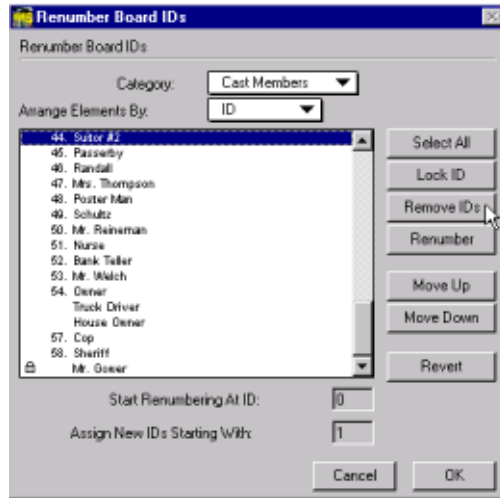 Renumber Board IDs
Renumber Board IDs
Category: Cast Members
Arrange Elements By: ID
44. Suitor #2
45. Passerby
46. Randall
47. Mrs. Thompson
48. Poster Man
49. Schultz
50. Mr. Reineman
51. Nurse
52. Bank Teller
53. Mr. Welch
54. Owner
Truck Driver
House Owner
57. Cop
58. Sheriff
Mr. Gower
Select All
Lock ID
Remove IDs
Renumber
Move Up
Move Down
Revert
Start Renumbering At ID: 0
Assign New IDs Starting With: 1
Cancel
OK